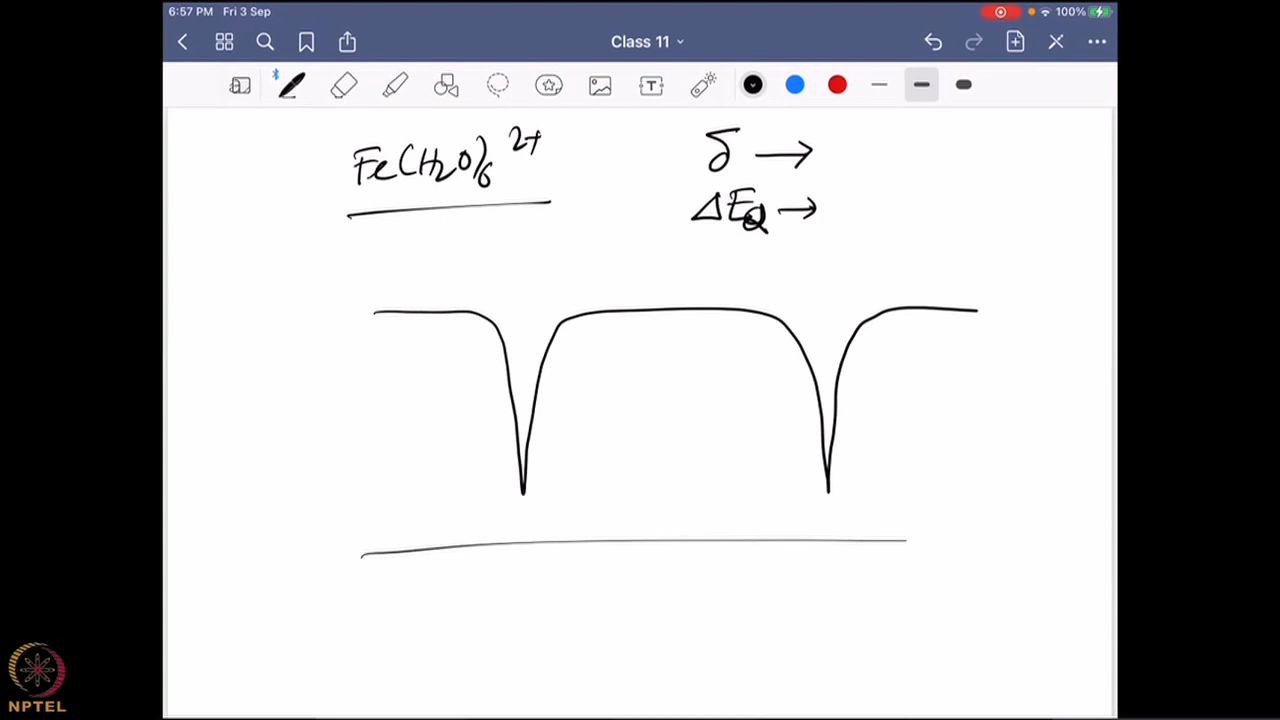 6:57 PM Fri 3 Sep
100%
Class 11
T
Fe(H2O)6 2+
δ →
ΔEQ →
NPTEL